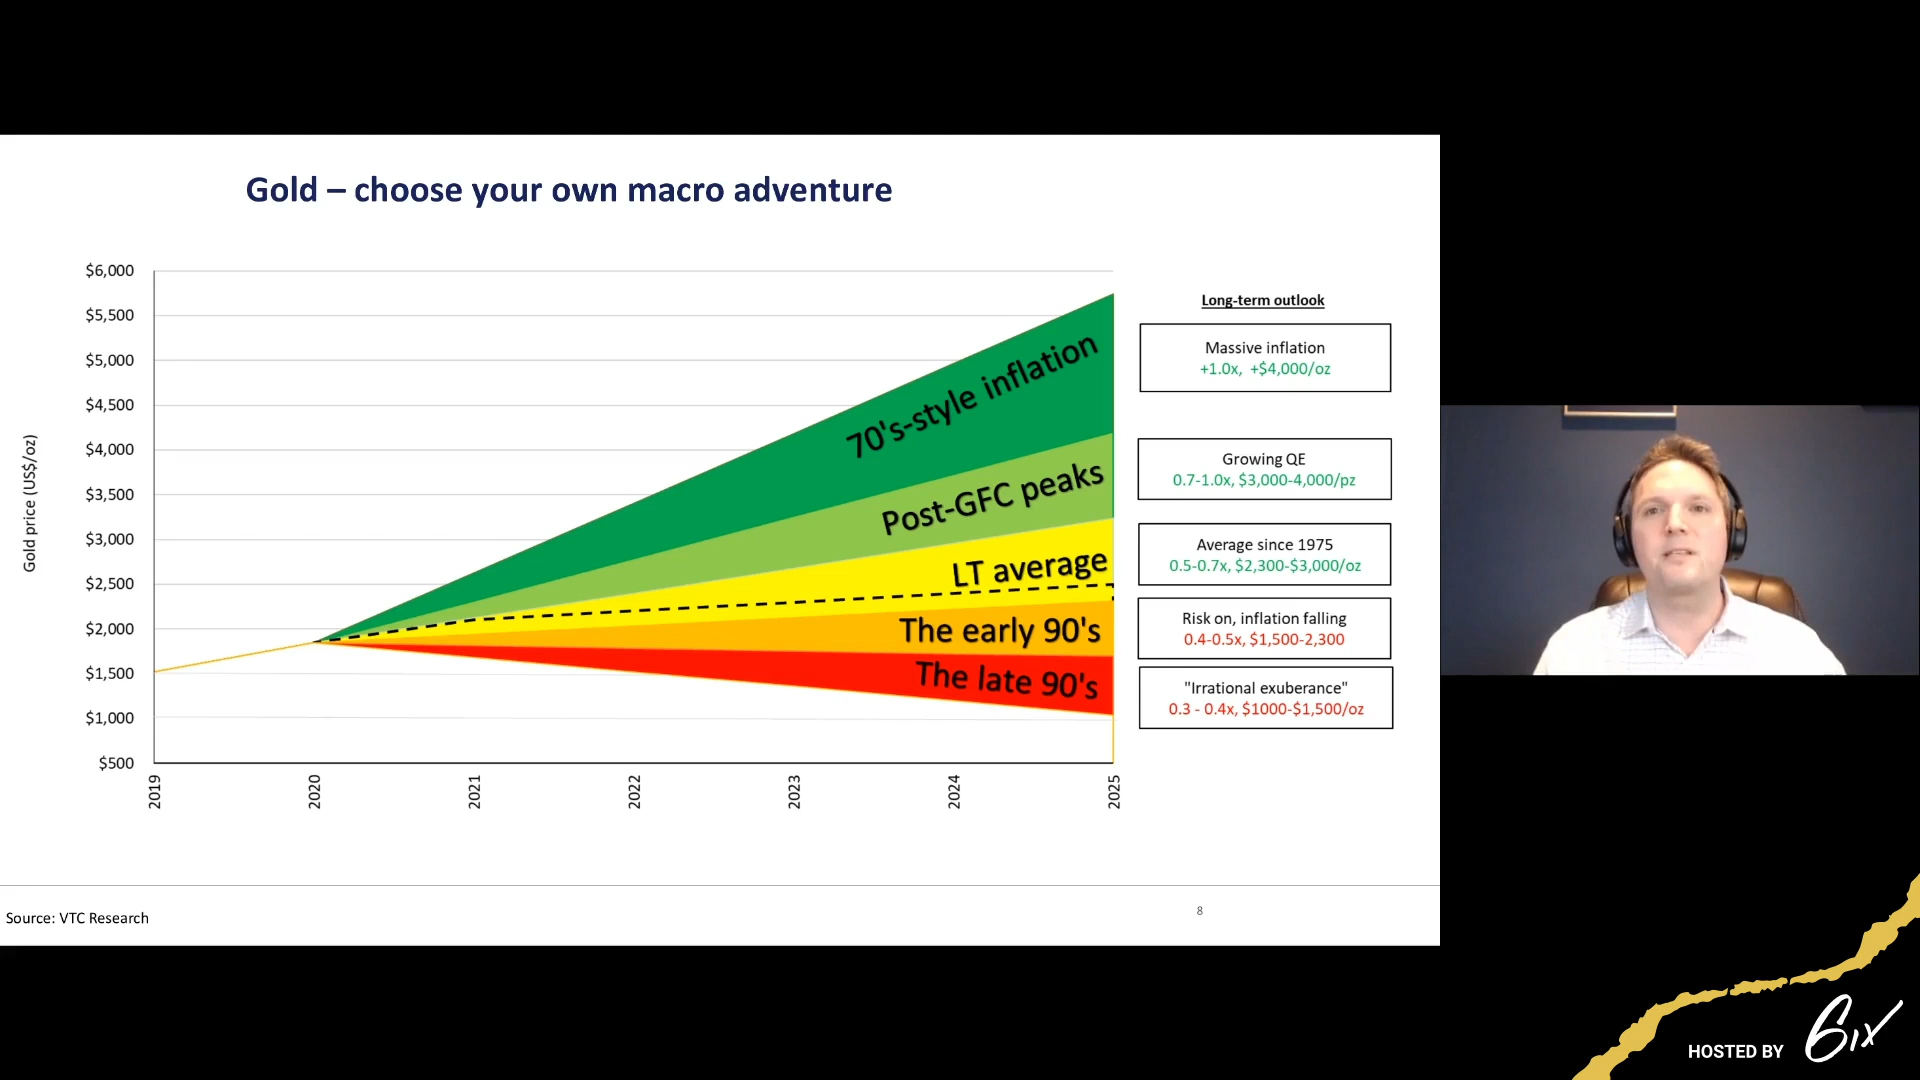 Gold – choose your own macro adventure
Gold price (US$/oz)
$6,000
$5,500
$5,000
$4,500
$4,000
$3,500
$3,000
$2,500
$2,000
$1,500
$1,000
$500
2019
2020
2021
2022
2023
2024
2025
70's-style inflation
Post-GFC peaks
LT average
The early 90's
The late 90's
Long-term outlook
Massive inflation
+1.0x, +$4,000/oz
Growing QE
0.7-1.0x, $3,000-4,000/pz
Average since 1975
0.5-0.7x, $2,300-$3,000/oz
Risk on, inflation falling
0.4-0.5x, $1,500-2,300
"Irrational exuberance"
0.3 - 0.4x, $1000-$1,500/oz
Source: VTC Research
8
HOSTED BY 6ix